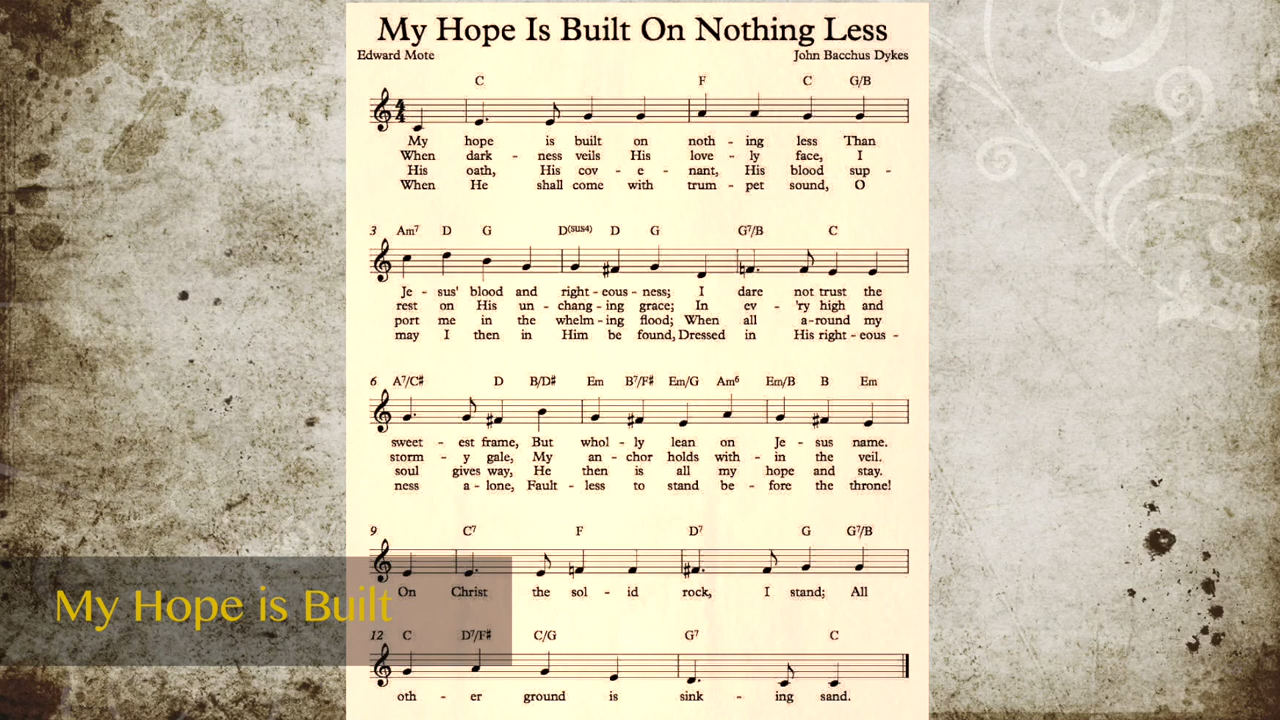 My Hope Is Built On Nothing Less
Edward Mote John Bacchus Dykes
C F C G/B
4 4
My hope is built on noth - ing less Than
When dark - ness veils His love - ly face, I
His oath, His cov - e - nant, His blood sup -
When He shall come with trum - pet sound, O
3 Am7 D G D(sus4) D G G7/B C
Je - sus' blood and right - eous - ness; I dare not trust the
rest on His un - chang - ing grace; In ev - 'ry high and
port me in the whelm - ing flood; When all a - round my
may I then in Him be found, Dressed in His right - eous -
6 A7/C# D B/D# Em B7/F# Em/G Am6 Em/B B Em
sweet - est frame, But whol - ly lean on Je - sus name.
storm - y gale, My an - chor holds with - in the veil.
soul gives way, He then is all my hope and stay.
ness a - lone, Fault - less to stand be - fore the throne!
9 C7 F D7 G G7/B
On Christ the sol - id rock, I stand; All
My Hope is Built
12 C D7/F# C/G G7 C
oth - er ground is sink - ing sand.